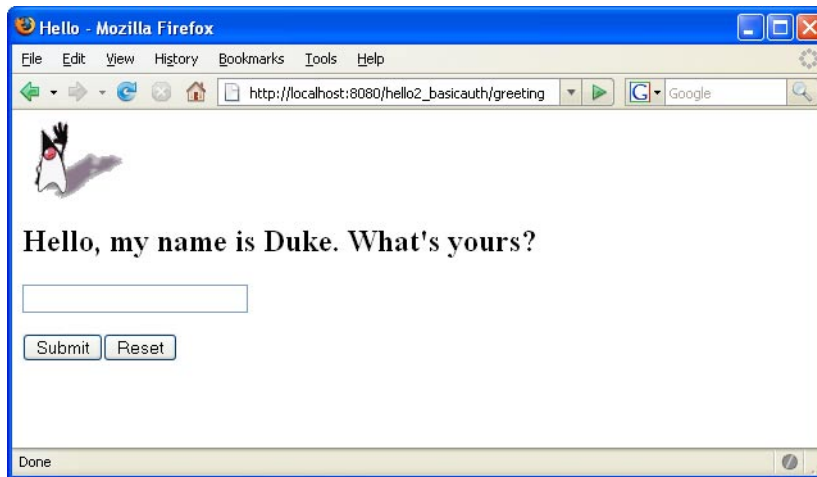 Hello - Mozilla Firefox
File Edit View History Bookmarks Tools Help
http://localhost:8080/hello2_basicauth/greeting G Google
Hello, my name is Duke. What's yours?
Submit Reset
Done